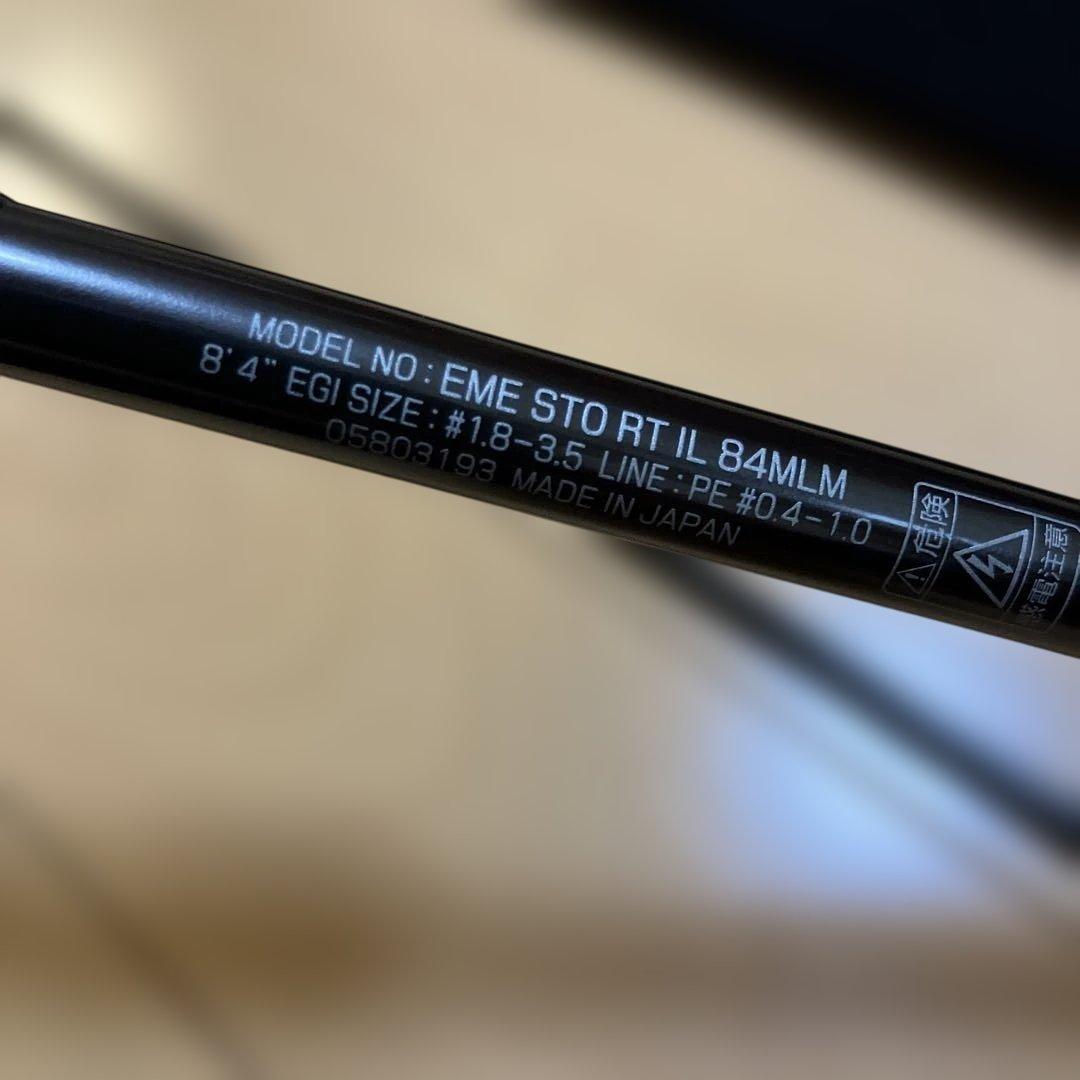 MODEL NO : EME STO RT IL 84MLM
8'4" EGI SIZE : #1.8-3.5 LINE : PE #0.4-1.0
05803193 MADE IN JAPAN
危険
感電注意